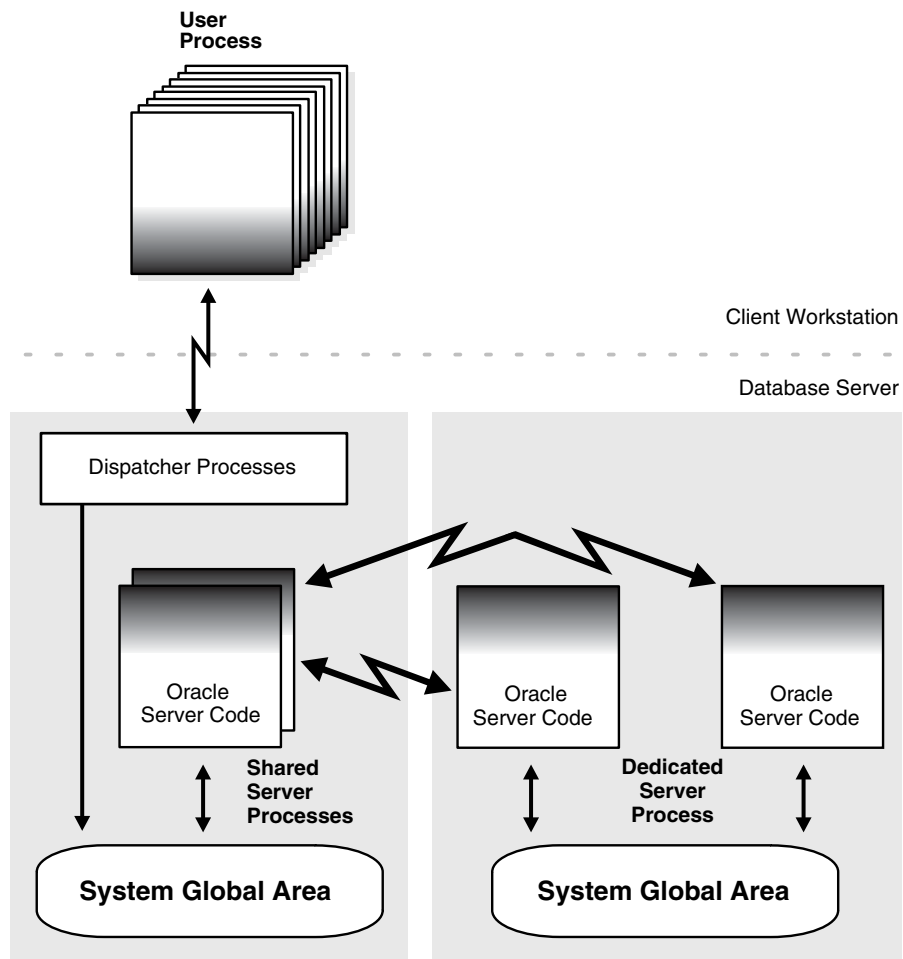 User
Process
Client Workstation
Database Server
Dispatcher Processes
Oracle
Server Code
Oracle
Server Code
Oracle
Server Code
Shared
Server
Processes
Dedicated
Server
Process
System Global Area
System Global Area